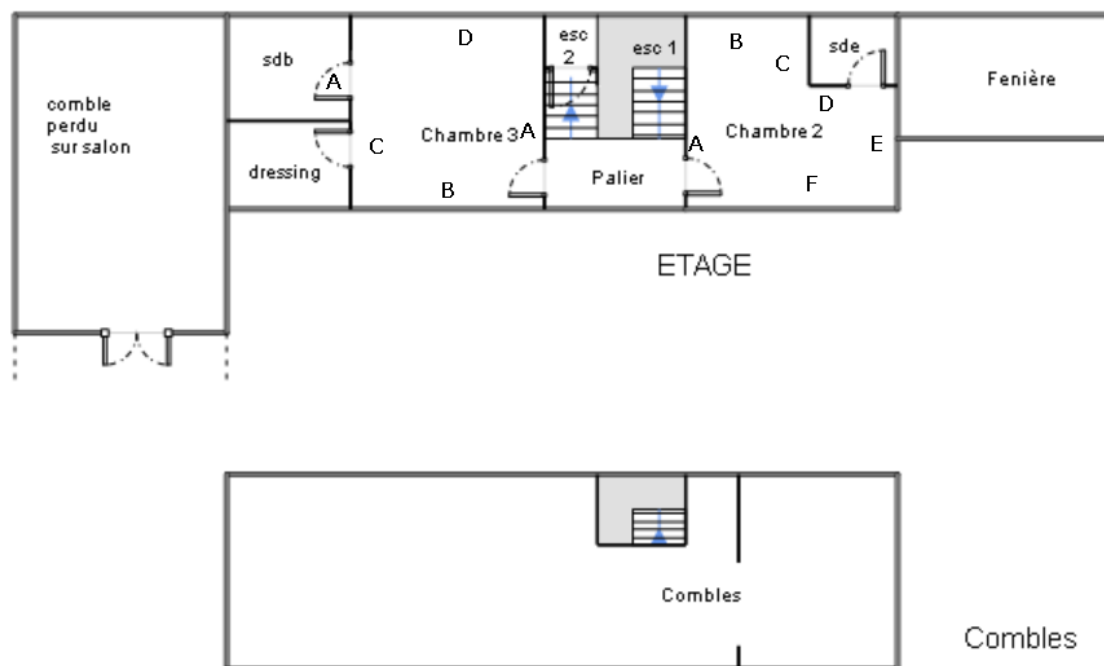 D
esc
2
esc 1
B
sde
sdb
C
Fenière
A
comble
perdu
sur salon
D
Chambre 3
A
Chambre 2
A
E
C
dressing
Palier
B
F
ETAGE
Combles
Combles